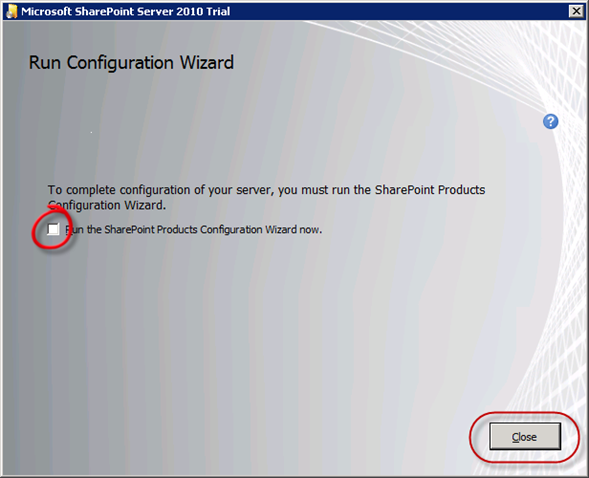 Microsoft SharePoint Server 2010 Trial
Run Configuration Wizard
?
To complete configuration of your server, you must run the SharePoint Products
Configuration Wizard.
Run the SharePoint Products Configuration Wizard now.
Close